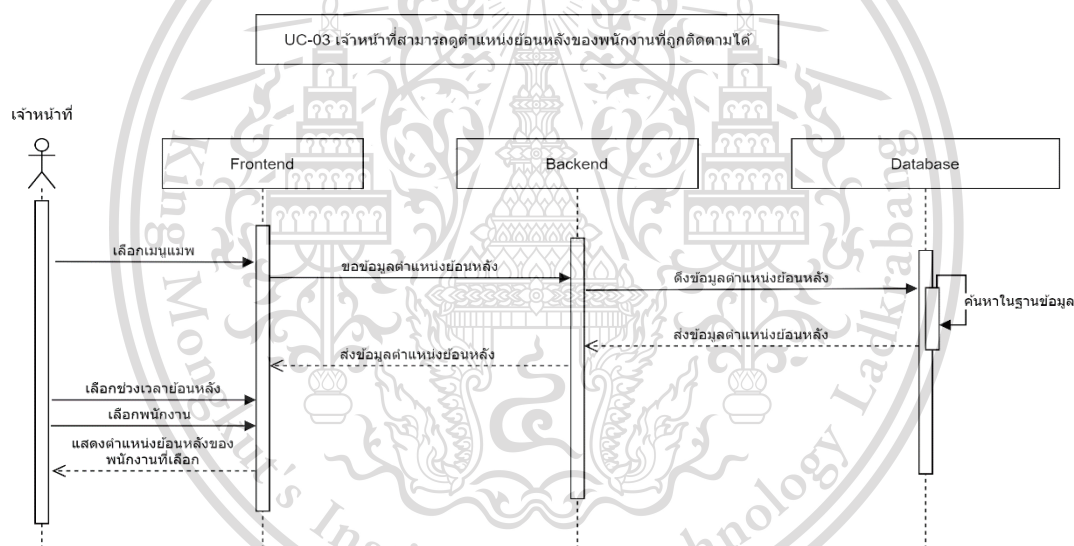 UC-03 เจ้าหน้าที่สามารถดูตำแหน่งย้อนหลังของพนักงานที่ถูกติดตามได้
เจ้าหน้าที่
Frontend
Backend
Database
เลือกเมนูแมพ
ขอข้อมูลตำแหน่งย้อนหลัง
ดึงข้อมูลตำแหน่งย้อนหลัง
ค้นหาในฐานข้อมูล
ส่งข้อมูลตำแหน่งย้อนหลัง
ส่งข้อมูลตำแหน่งย้อนหลัง
เลือกช่วงเวลาย้อนหลัง
เลือกพนักงาน
แสดงตำแหน่งย้อนหลังของ
พนักงานที่เลือก
King Mongkut's Institute of Technology Ladkrabang